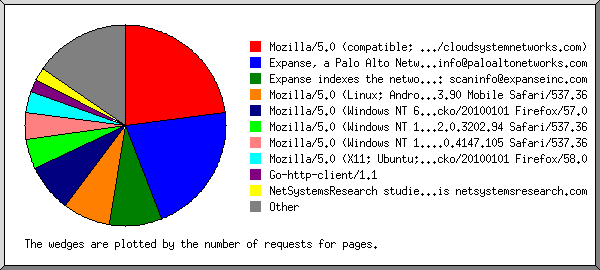 Mozilla/5.0 (compatible; .../cloudsystemnetworks.com)
Expanse, a Palo Alto Netw...info@paloaltonetworks.com
Expanse indexes the netwo...: scaninfo@expanseinc.com
Mozilla/5.0 (Linux; Andro...3.90 Mobile Safari/537.36
Mozilla/5.0 (Windows NT 6...cko/20100101 Firefox/57.0
Mozilla/5.0 (Windows NT 1...2.0.3202.94 Safari/537.36
Mozilla/5.0 (Windows NT 1....0.4147.105 Safari/537.36
Mozilla/5.0 (X11; Ubuntu;...cko/20100101 Firefox/58.0
Go-http-client/1.1
NetSystemsResearch studie...is netsystemsresearch.com
Other
The wedges are plotted by the number of requests for pages.